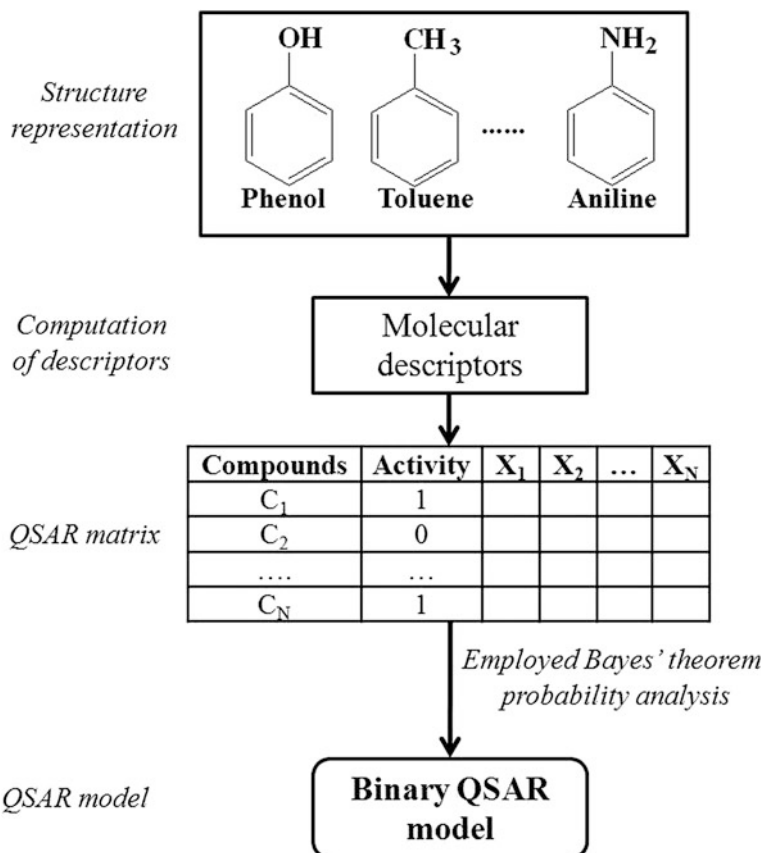 OH
CH3
NH2
Structure
representation
......
Phenol
Toluene
Aniline
Computation
of descriptors
Molecular
descriptors
Compounds Activity X1 X2 ... XN
C1 1
C2 0
QSAR matrix
.... ...
CN 1
Employed Bayes' theorem
probability analysis
QSAR model
Binary QSAR
model